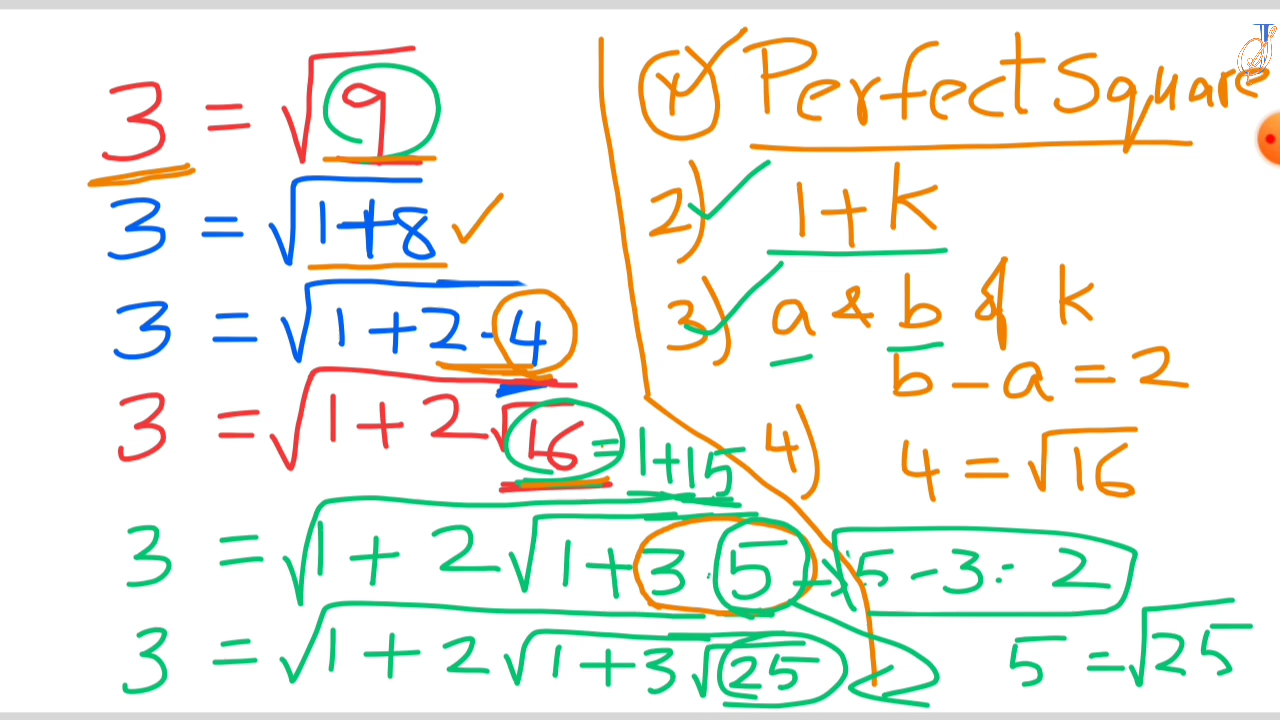 3 = √9
3 = √1+8 ✓
3 = √1+2·4
3 = √1+2√16 = 1+15
3 = √1+2√1+3·5 → 5-3=2
3 = √1+2√1+3√25
1) Perfect Square
2) 1+k
3) a & b & k
b-a=2
4) 4=√16
5=√25